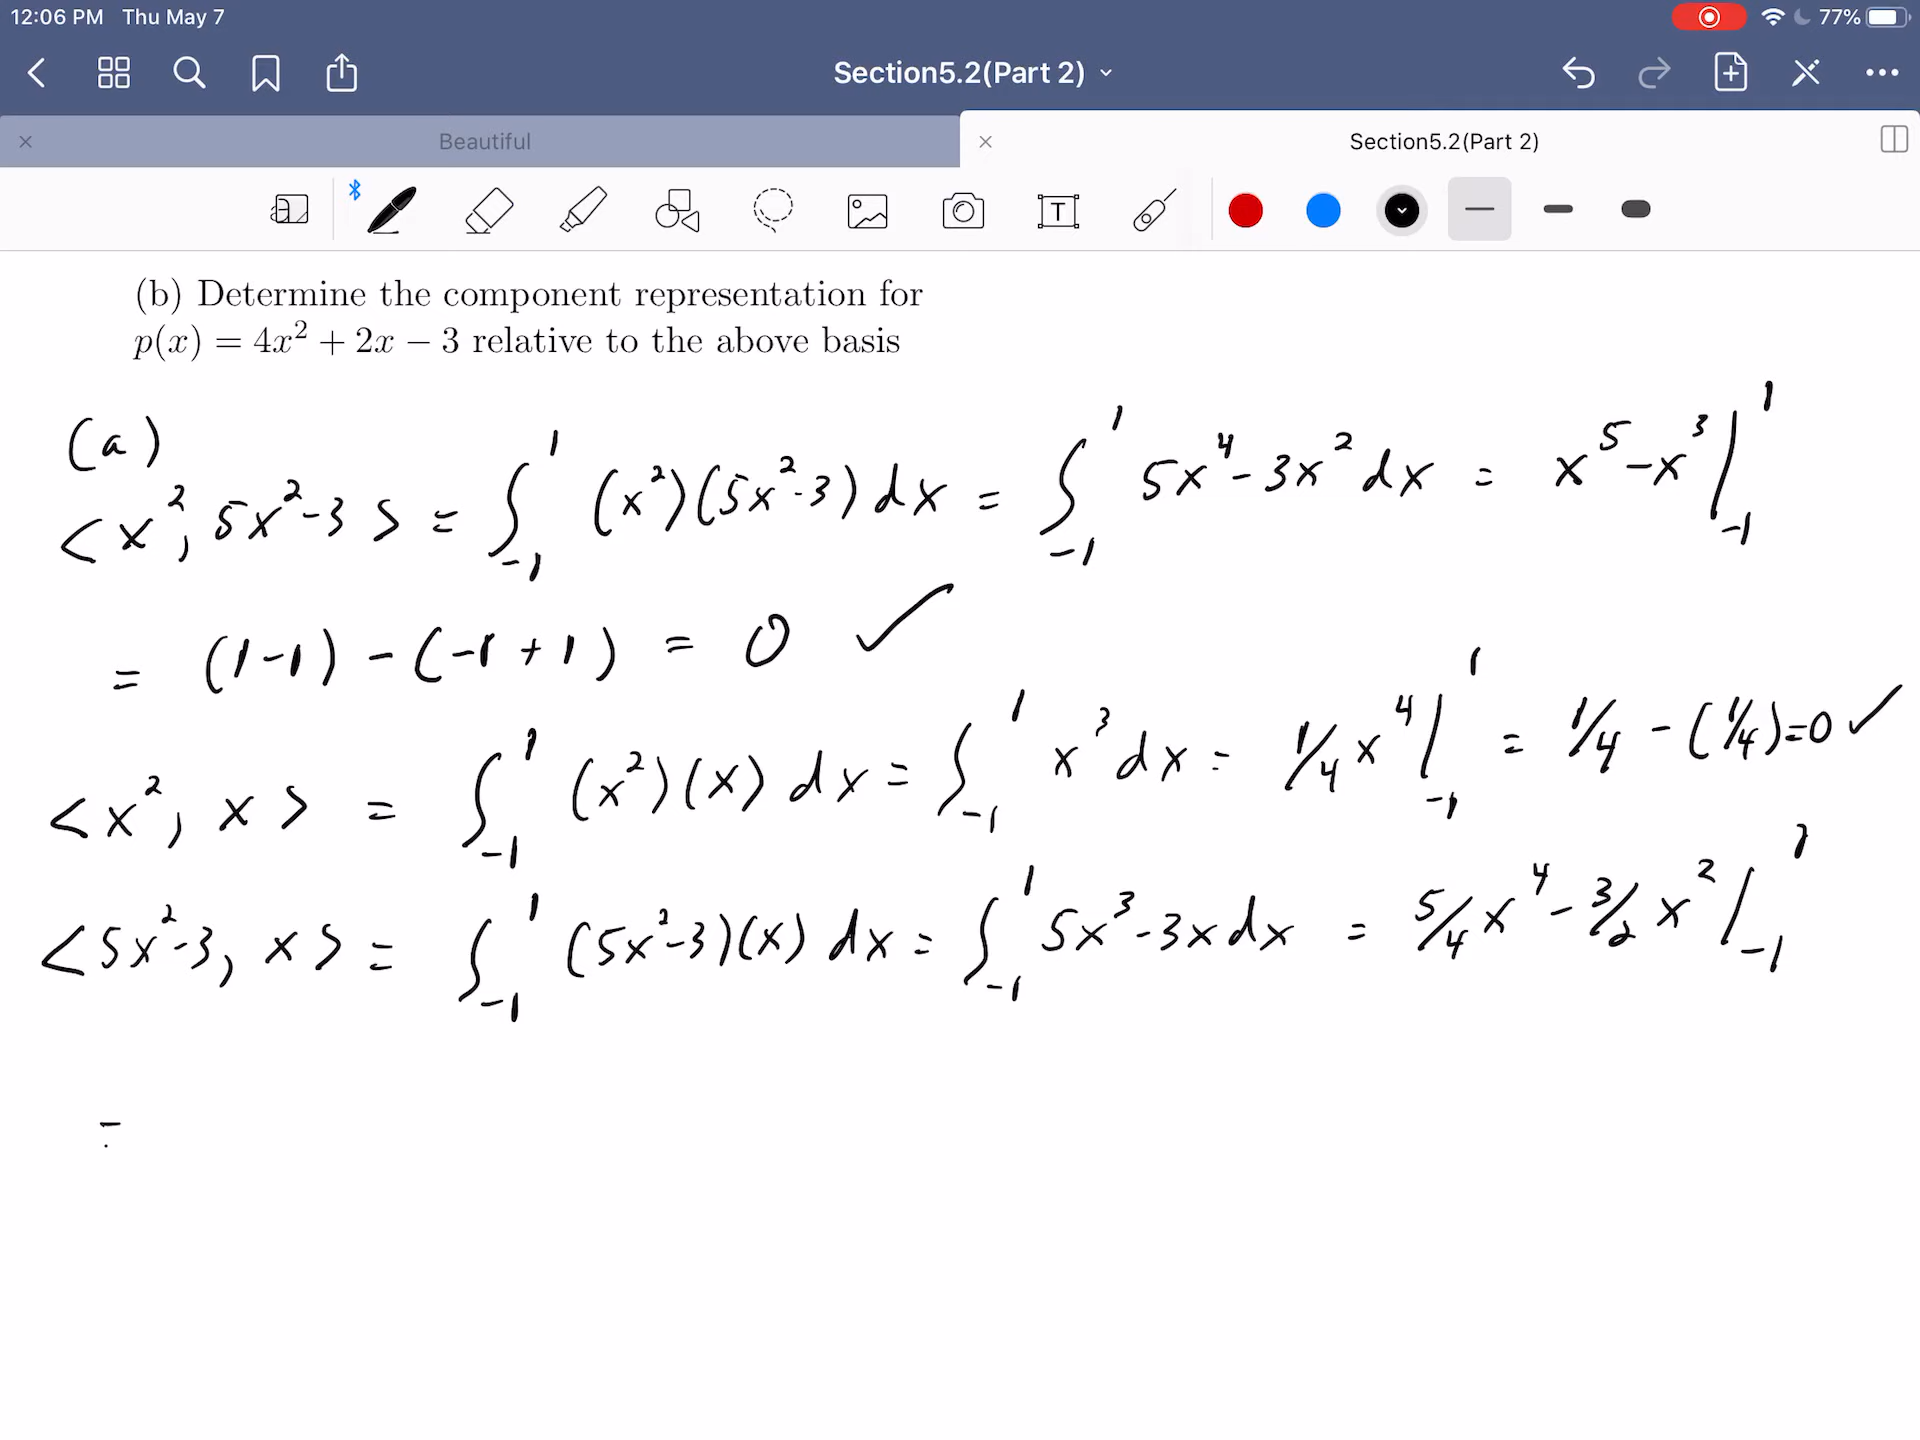 12:06 PM Thu May 7 77%
Section5.2(Part 2)
Beautiful Section5.2(Part 2)
a T
(b) Determine the component representation for
p(x) = 4x² + 2x − 3 relative to the above basis
(a)
<x², 5x²-3> = ∫₋₁¹ (x²)(5x²-3) dx = ∫₋₁¹ 5x⁴-3x² dx = x⁵-x³|₋₁¹
= (1-1) - (-1+1) = 0 ✓
<x², x> = ∫₋₁¹ (x²)(x) dx = ∫₋₁¹ x³ dx = 1/4 x⁴|₋₁¹ = 1/4 - (1/4)=0 ✓
<5x²-3, x> = ∫₋₁¹ (5x²-3)(x) dx = ∫₋₁¹ 5x³-3x dx = 5/4 x⁴ - 3/2 x²|₋₁¹
=